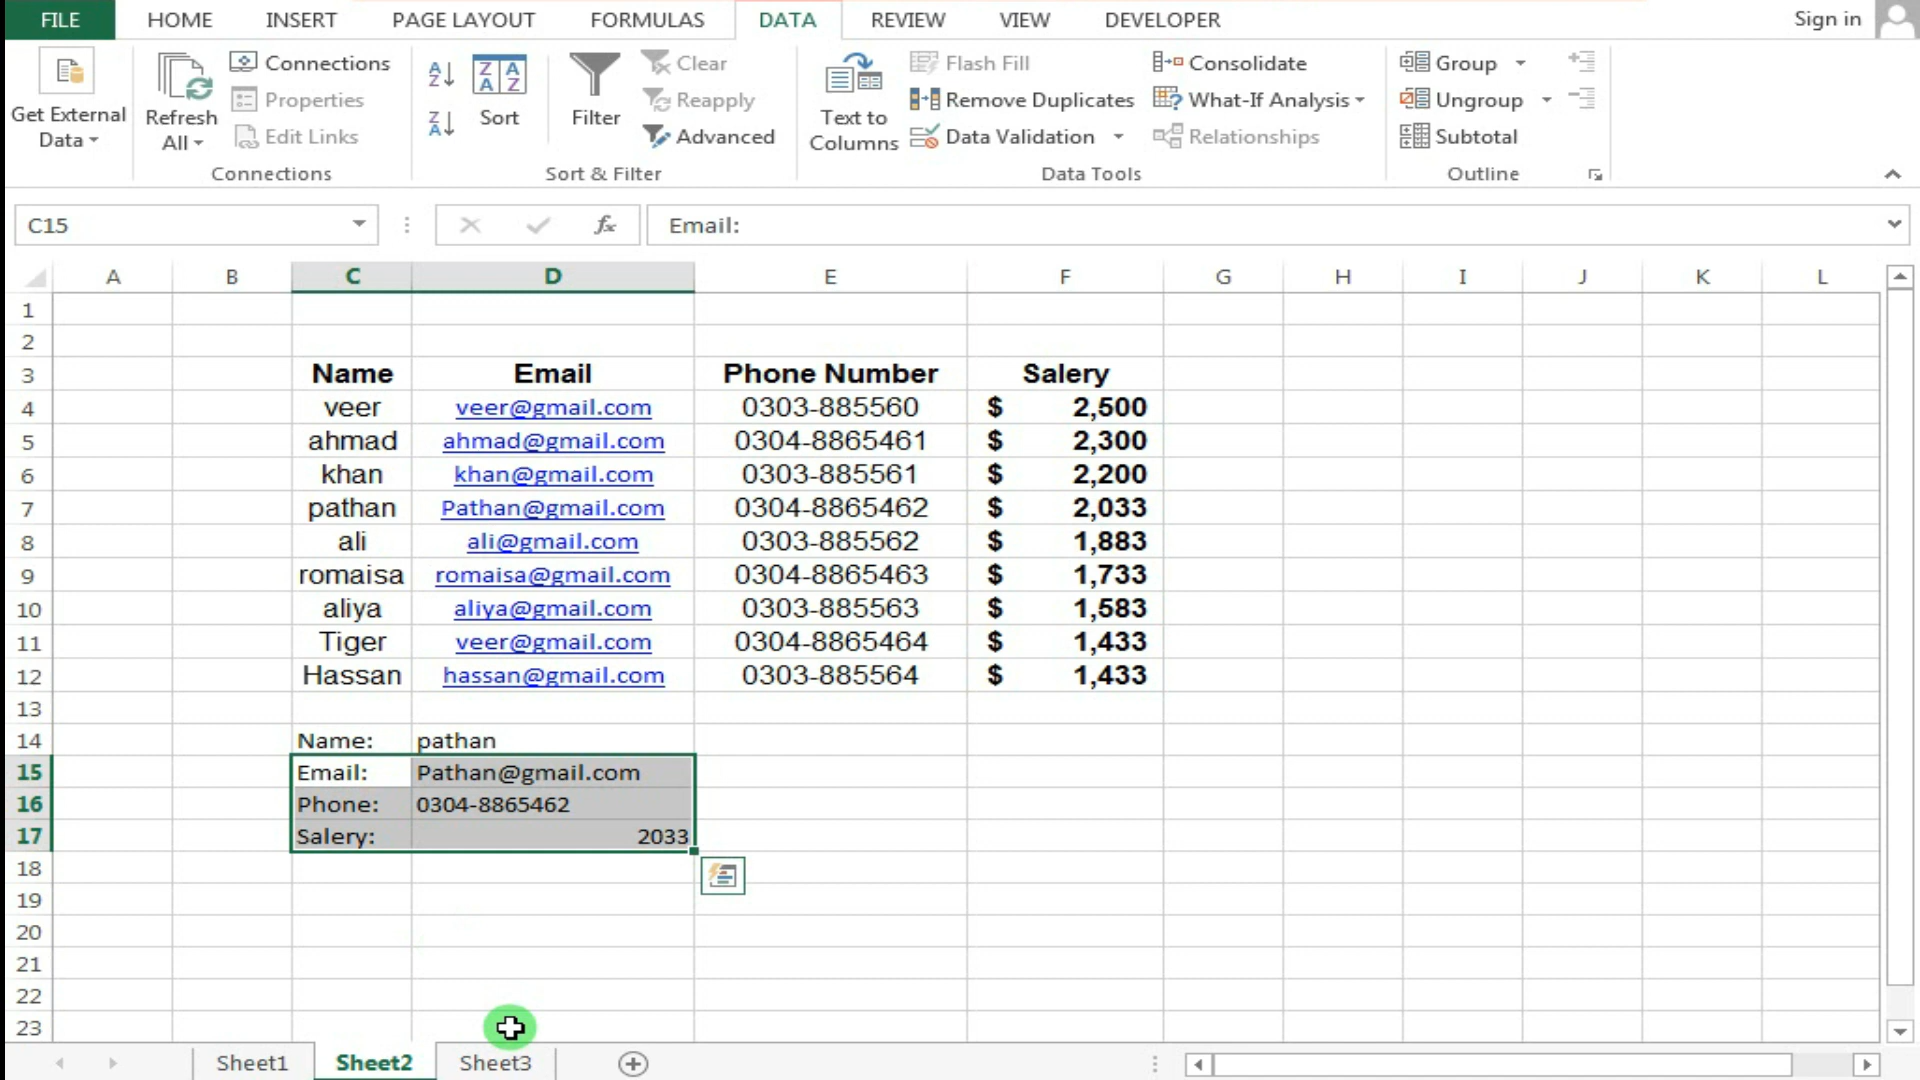 FILE HOME INSERT PAGE LAYOUT FORMULAS DATA REVIEW VIEW DEVELOPER Sign in
Get External Data
Refresh All
Connections
Properties
Edit Links
Connections
A Z
Z A
Z A A Z
Sort
Filter
Clear
Reapply
Advanced
Sort & Filter
Text to Columns
Flash Fill
Remove Duplicates
Data Validation
Consolidate
What-If Analysis
Relationships
Data Tools
Group
Ungroup
Subtotal
Outline
C15 fx Email:
A B C D E F G H I J K L
1
2
3 Name Email Phone Number Salery
4 veer veer@gmail.com 0303-885560 $ 2,500
5 ahmad ahmad@gmail.com 0304-8865461 $ 2,300
6 khan khan@gmail.com 0303-885561 $ 2,200
7 pathan Pathan@gmail.com 0304-8865462 $ 2,033
8 ali ali@gmail.com 0303-885562 $ 1,883
9 romaisa romaisa@gmail.com 0304-8865463 $ 1,733
10 aliya aliya@gmail.com 0303-885563 $ 1,583
11 Tiger veer@gmail.com 0304-8865464 $ 1,433
12 Hassan hassan@gmail.com 0303-885564 $ 1,433
13
14 Name: pathan
15 Email: Pathan@gmail.com
16 Phone: 0304-8865462
17 Salery: 2033
18
19
20
21
22
23
Sheet1 Sheet2 Sheet3